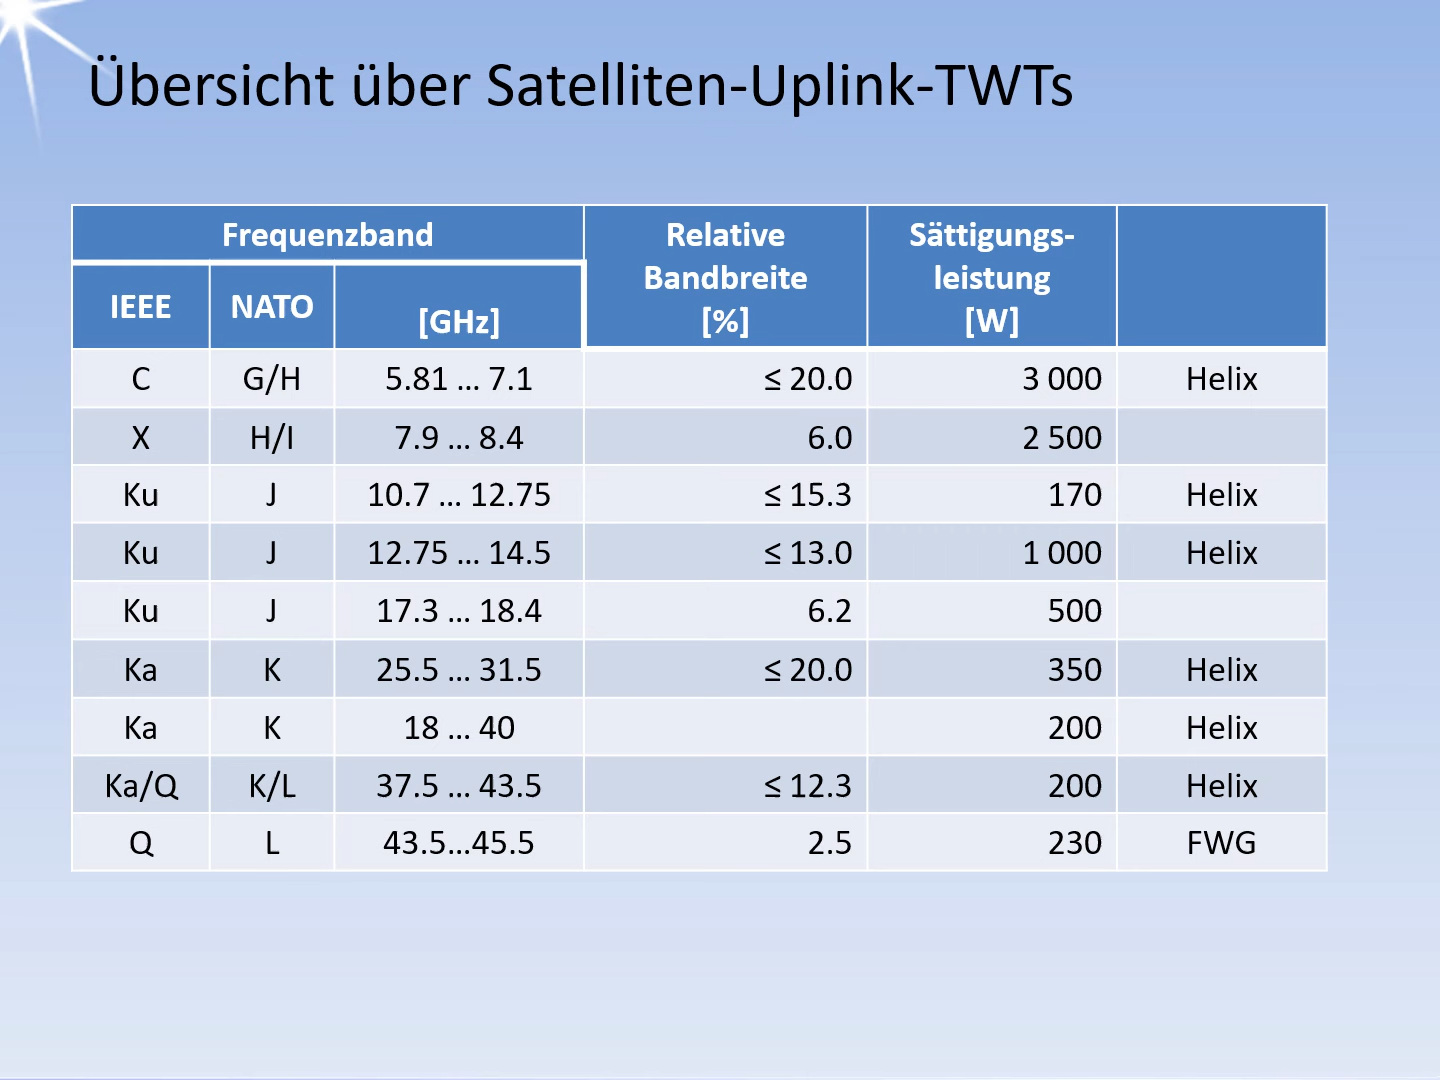 Übersicht über Satelliten-Uplink-TWTs
Frequenzband Relative Bandbreite [%] Sättigungs-leistung [W]
IEEE NATO [GHz]
C G/H 5.81 ... 7.1 ≤ 20.0 3 000 Helix
X H/I 7.9 ... 8.4 6.0 2 500
Ku J 10.7 ... 12.75 ≤ 15.3 170 Helix
Ku J 12.75 ... 14.5 ≤ 13.0 1 000 Helix
Ku J 17.3 ... 18.4 6.2 500
Ka K 25.5 ... 31.5 ≤ 20.0 350 Helix
Ka K 18 ... 40 200 Helix
Ka/Q K/L 37.5 ... 43.5 ≤ 12.3 200 Helix
Q L 43.5...45.5 2.5 230 FWG